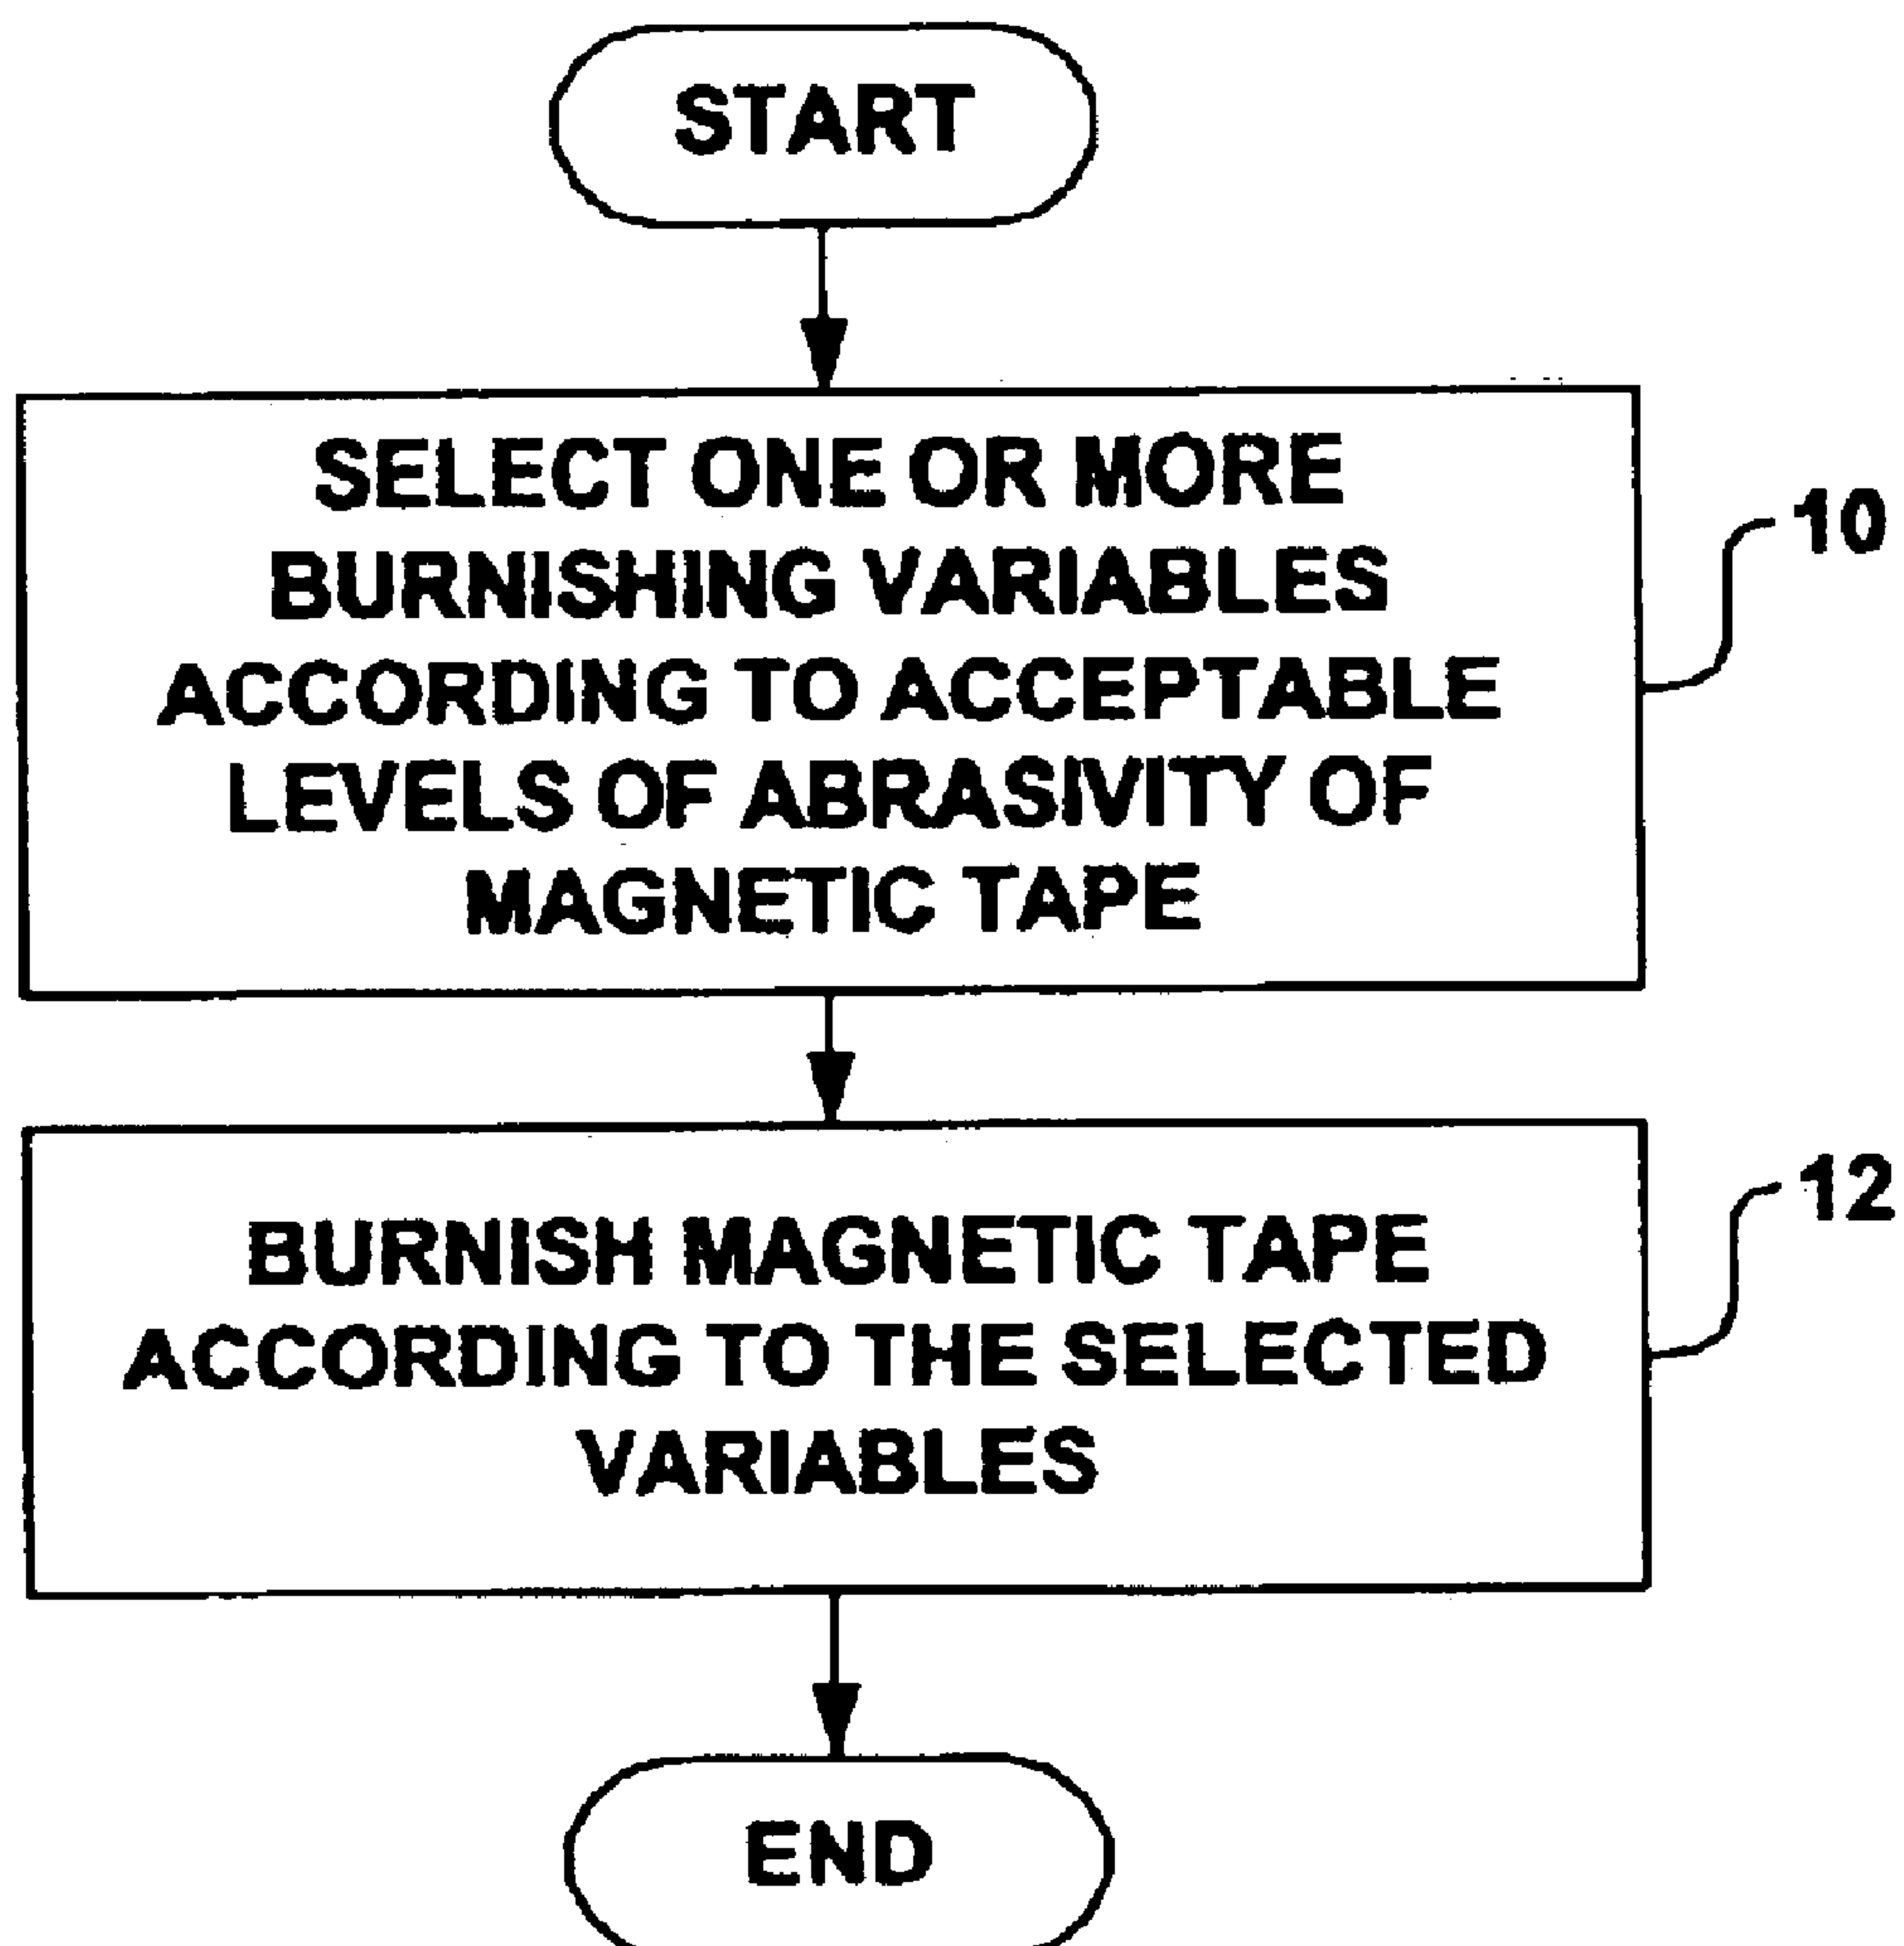 START
SELECT ONE OR MORE
BURNISHING VARIABLES
ACCORDING TO ACCEPTABLE
LEVELS OF ABRASIVITY OF
MAGNETIC TAPE
10
BURNISH MAGNETIC TAPE
ACCORDING TO THE SELECTED
VARIABLES
12
END